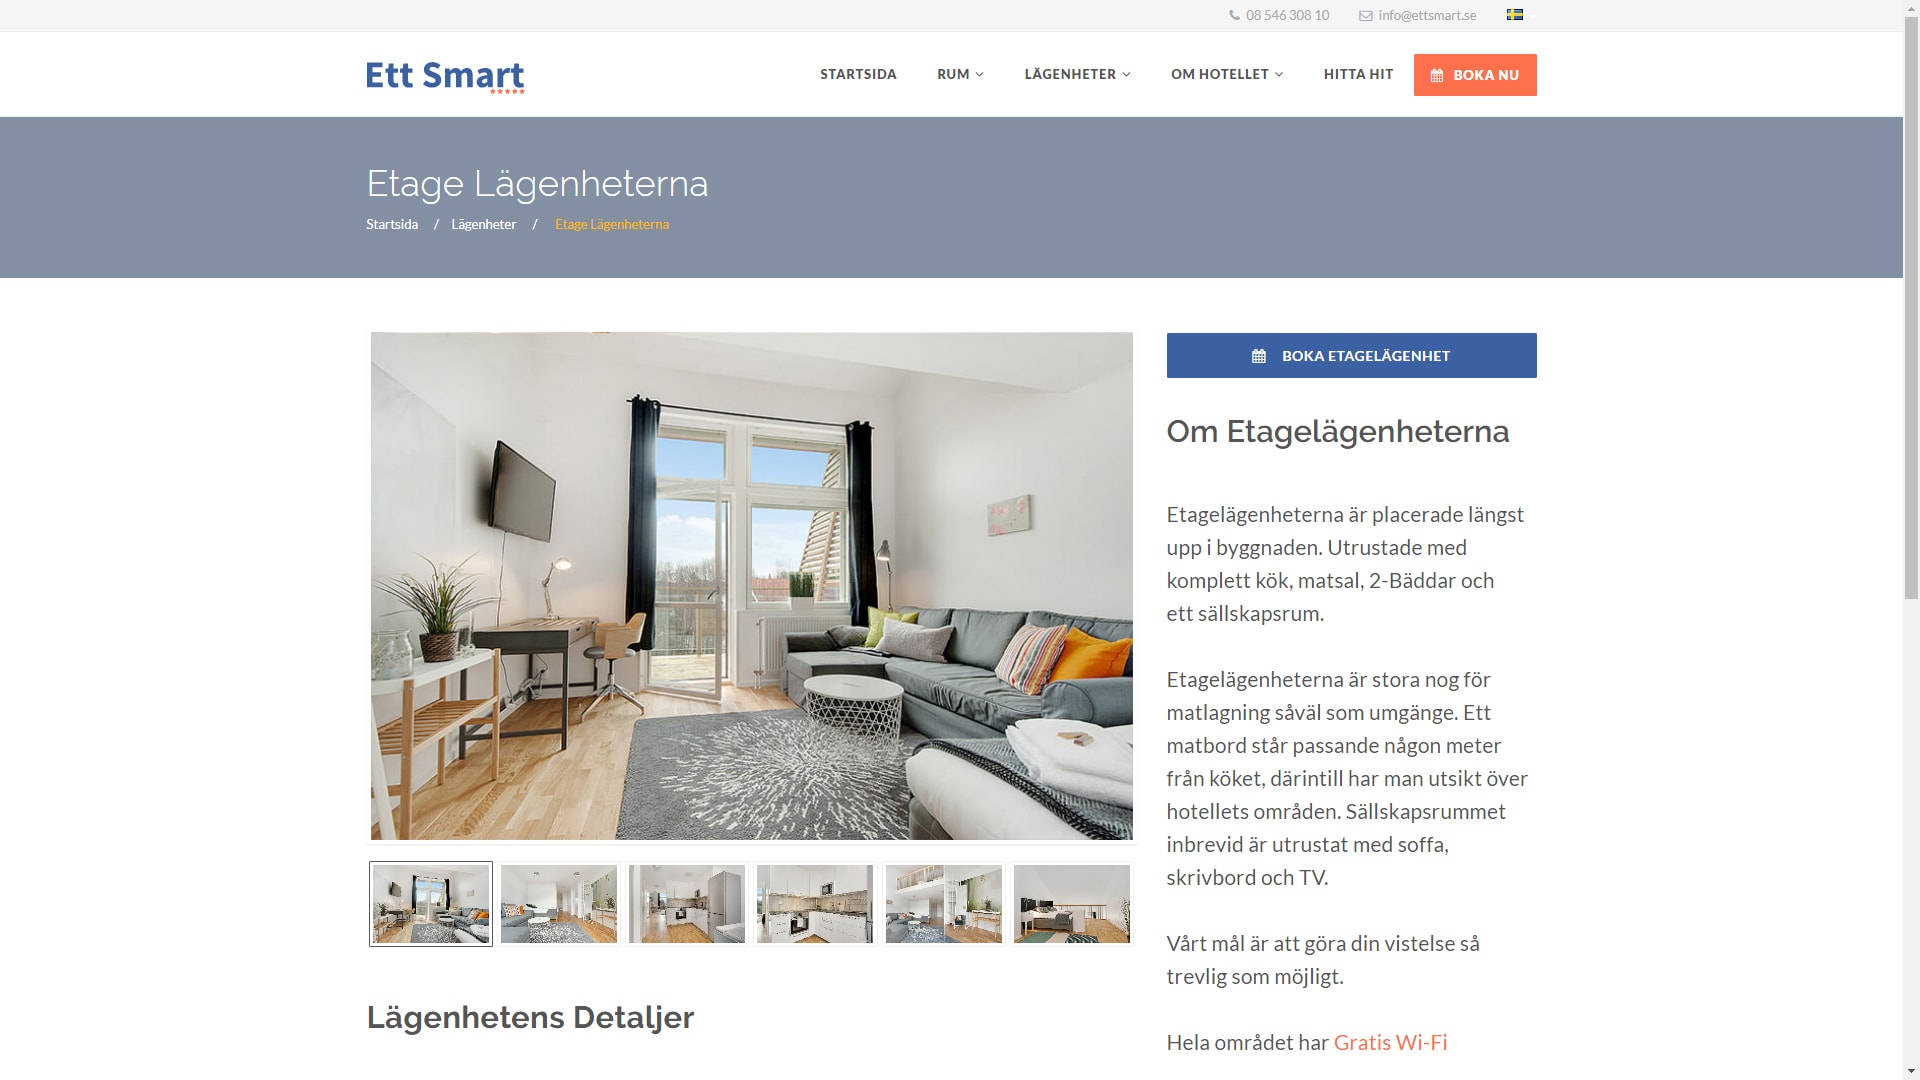 08 546 308 10
info@ettsmart.se
Ett Smart
STARTSIDA
RUM
LÄGENHETER
OM HOTELLET
HITTA HIT
BOKA NU
Etage Lägenheterna
Startsida / Lägenheter / Etage Lägenheterna
BOKA ETAGELÄGENHET
Om Etagelägenheterna
Etagelägenheterna är placerade längst
upp i byggnaden. Utrustade med
komplett kök, matsal, 2-Bäddar och
ett sällskapsrum.
Etagelägenheterna är stora nog för
matlagning såväl som umgänge. Ett
matbord står passande någon meter
från köket, därintill har man utsikt över
hotellets områden. Sällskapsrummet
inbrevid är utrustat med soffa,
skrivbord och TV.
Vårt mål är att göra din vistelse så
trevlig som möjligt.
Hela området har Gratis Wi-Fi
Lägenhetens Detaljer